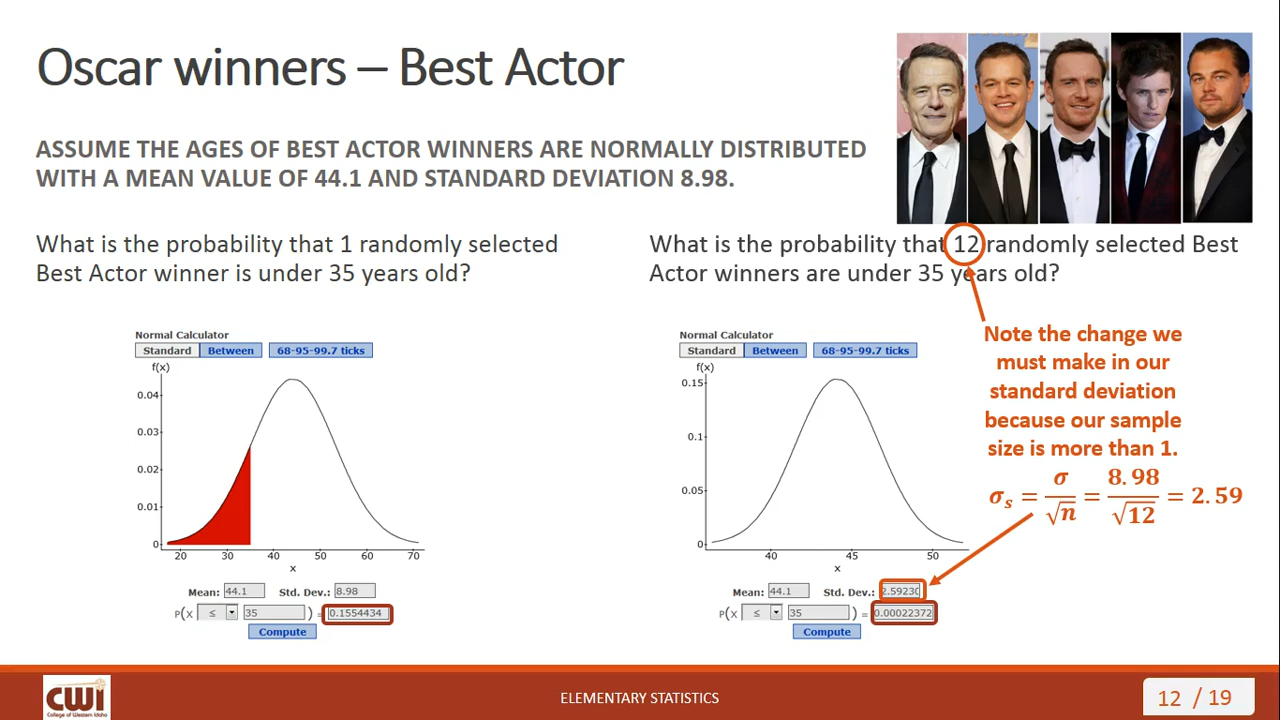 Oscar winners – Best Actor
ASSUME THE AGES OF BEST ACTOR WINNERS ARE NORMALLY DISTRIBUTED
WITH A MEAN VALUE OF 44.1 AND STANDARD DEVIATION 8.98.
What is the probability that 1 randomly selected
Best Actor winner is under 35 years old?
Normal Calculator
Standard Between 68-95-99.7 ticks
f(x)
0.04
0.03
0.02
0.01
0
20 30 40 50 60 70
x
Mean: 44.1 Std. Dev.: 8.98
P(X ≤ 35 ) = 0.1554434
Compute
What is the probability that 12 randomly selected Best
Actor winners are under 35 years old?
Normal Calculator
Standard Between 68-95-99.7 ticks
f(x)
0.15
0.1
0.05
0
40 45 50
x
Mean: 44.1 Std. Dev.: 2.5923
P(X ≤ 35 ) = 0.00022372
Compute
Note the change we
must make in our
standard deviation
because our sample
size is more than 1.
σₛ = σ/√n = 8.98/√12 = 2.59
CWI
College of Western Idaho
ELEMENTARY STATISTICS
12 / 19